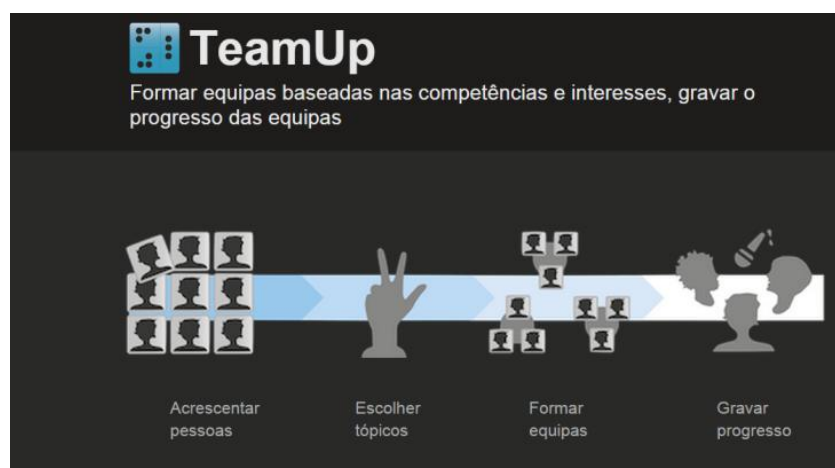 TeamUp
Formar equipas baseadas nas competências e interesses, gravar o
progresso das equipas
Acrescentar
pessoas
Escolher
tópicos
Formar
equipas
Gravar
progresso